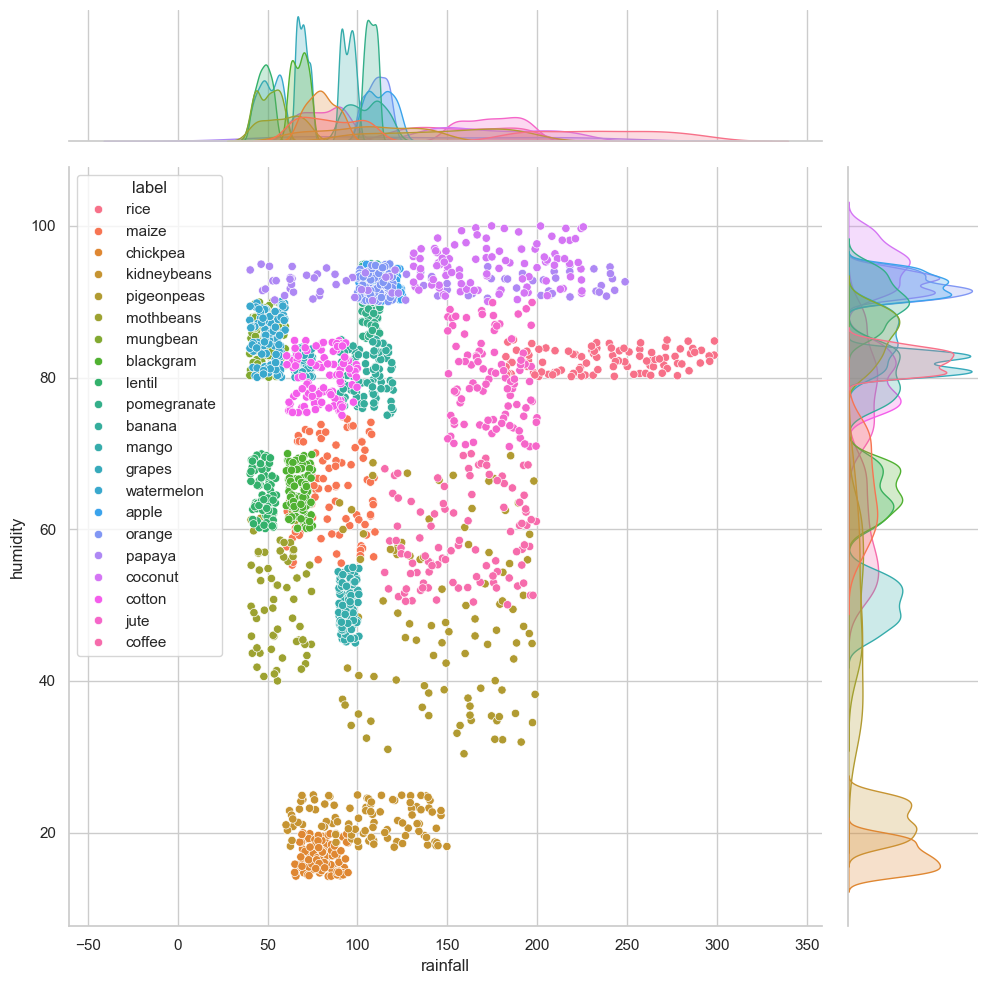 label
rice
maize
chickpea
kidneybeans
pigeonpeas
mothbeans
mungbean
blackgram
lentil
pomegranate
banana
mango
grapes
watermelon
apple
orange
papaya
coconut
cotton
jute
coffee
100
80
60
40
20
humidity
−50 0 50 100 150 200 250 300 350
rainfall